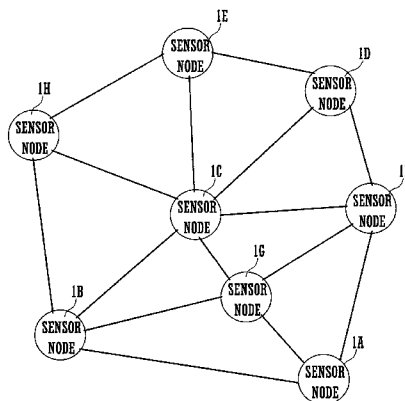 1E
SENSOR
NODE
1D
SENSOR
NODE
1H
SENSOR
NODE
1C
SENSOR
NODE
1
SENSOR
NODE
1G
SENSOR
NODE
1B
SENSOR
NODE
1A
SENSOR
NODE